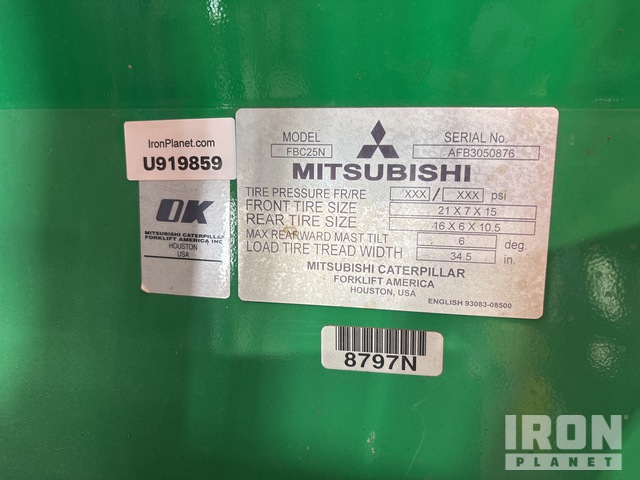 IronPlanet.com
U919859
OK
MITSUBISHI CATERPILLAR
FORKLIFT AMERICA INC
HOUSTON
USA
MODEL
FBC25N
SERIAL No.
AFB3050876
MITSUBISHI
TIRE PRESSURE FR/RE XXX / XXX psi
FRONT TIRE SIZE 21 X 7 X 15
REAR TIRE SIZE 16 X 6 X 10.5
MAX REARWARD MAST TILT 6 deg.
LOAD TIRE TREAD WIDTH 34.5 in.
MITSUBISHI CATERPILLAR
FORKLIFT AMERICA
HOUSTON, USA
ENGLISH 93083-08500
8797N
IRON
PLANET